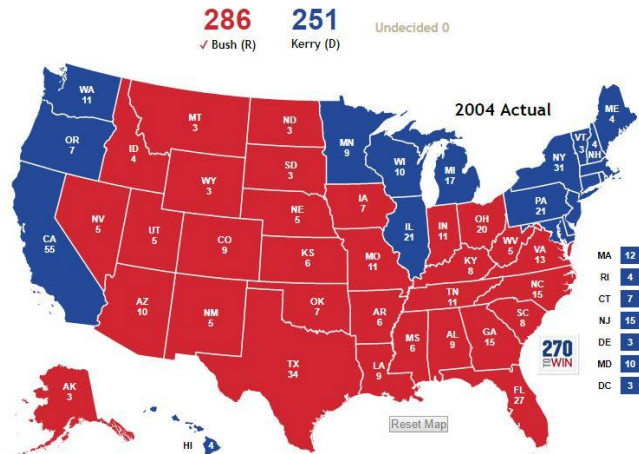 286 251 Undecided 0
✓ Bush (R) Kerry (D)
2004 Actual
WA
11
OR
7
CA
55
ID
4
NV
5
MT
3
WY
3
UT
5
AZ
10
CO
9
NM
5
ND
3
SD
3
NE
5
KS
6
OK
7
TX
34
MN
9
IA
7
MO
11
AR
6
LA
9
WI
10
IL
21
MI
17
IN
11
OH
20
KY
8
TN
11
MS
6
AL
9
GA
15
FL
27
SC
8
NC
15
VA
13
WV
5
PA
21
NY
31
VT
3
4
NH
ME
4
AK
3
HI 4
MA 12
RI 4
CT 7
NJ 15
DE 3
MD 10
DC 3
270
TO WIN
Reset Map